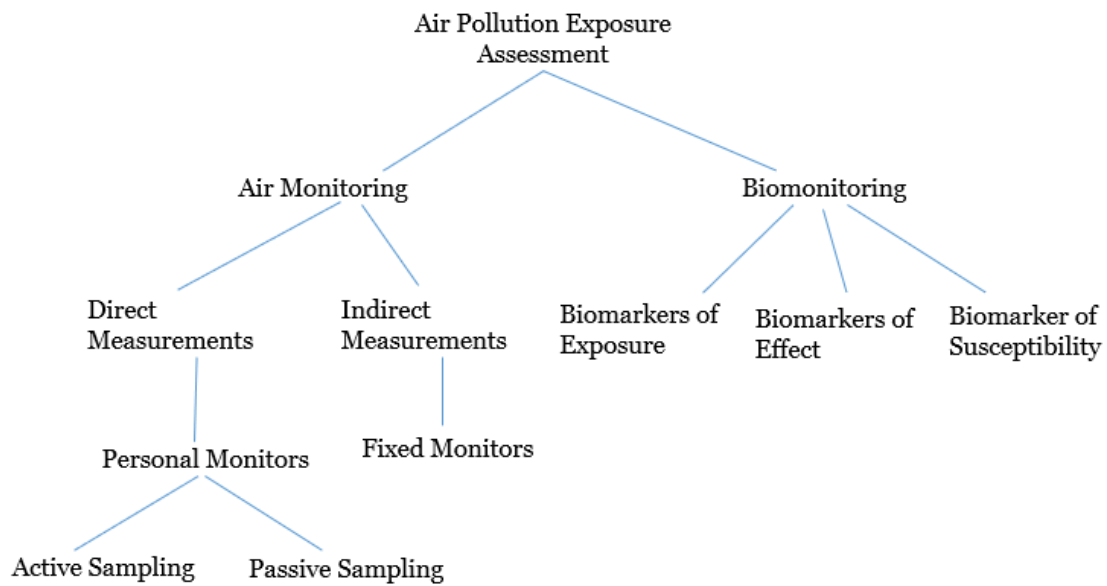 Air Pollution Exposure
Assessment
Air Monitoring
Biomonitoring
Direct
Measurements
Indirect
Measurements
Biomarkers of
Exposure
Biomarkers of
Effect
Biomarker of
Susceptibility
Personal Monitors
Fixed Monitors
Active Sampling
Passive Sampling